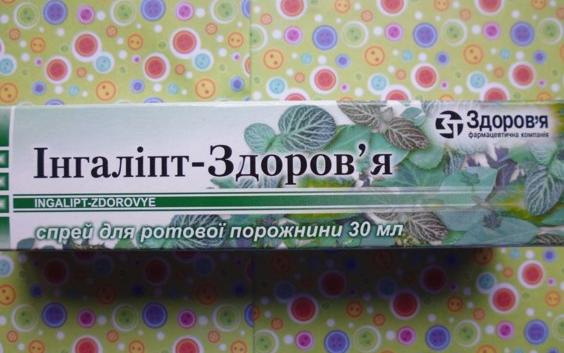 Здоров'я
фармацевтична компанія
Інгаліпт-Здоров'я
INGALIPT-ZDOROVYE
спрей для ротової порожнини 30 мл